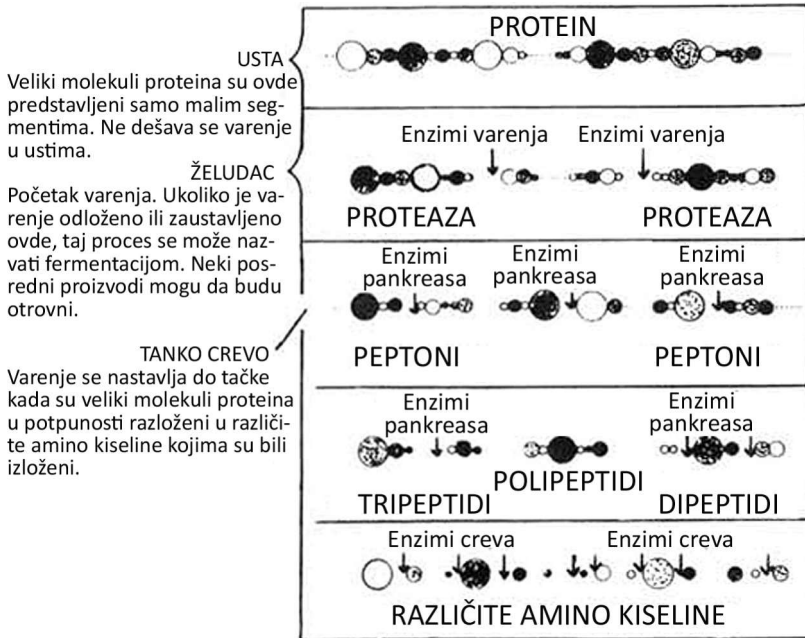 USTA
Veliki molekuli proteina su ovde
predstavljeni samo malim seg-
mentima. Ne dešava se varenje
u ustima.
ŽELUDAC
Početak varenja. Ukoliko je va-
renje odloženo ili zaustavljeno
ovde, taj proces se može naz-
vati fermentacijom. Neki pos-
redni proizvodi mogu da budu
otrovni.
TANKO CREVO
Varenje se nastavlja do tačke
kada su veliki molekuli proteina
u potpunosti razloženi u različi-
te amino kiseline kojima su bili
izloženi.
PROTEIN
Enzimi varenja Enzimi varenja
PROTEAZA PROTEAZA
Enzimi
pankreasa
Enzimi
pankreasa
Enzimi
pankreasa
PEPTONI PEPTONI
Enzimi
pankreasa
Enzimi
pankreasa
POLIPEPTIDI
TRIPEPTIDI DIPEPTIDI
Enzimi creva Enzimi creva
RAZLIČITE AMINO KISELINE